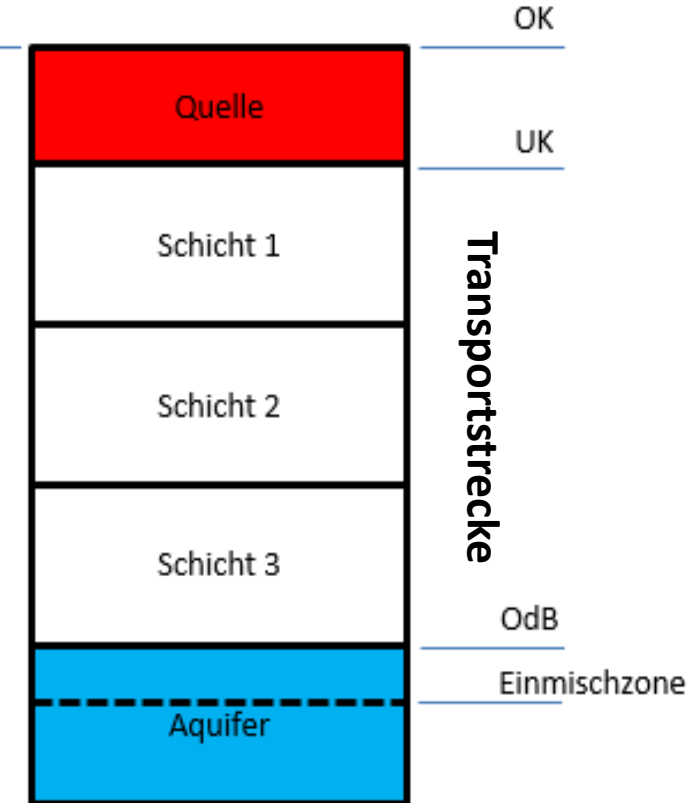 OK
Quelle
UK
Schicht 1
Transportstrecke
Schicht 2
Schicht 3
OdB
Einmischzone
Aquifer